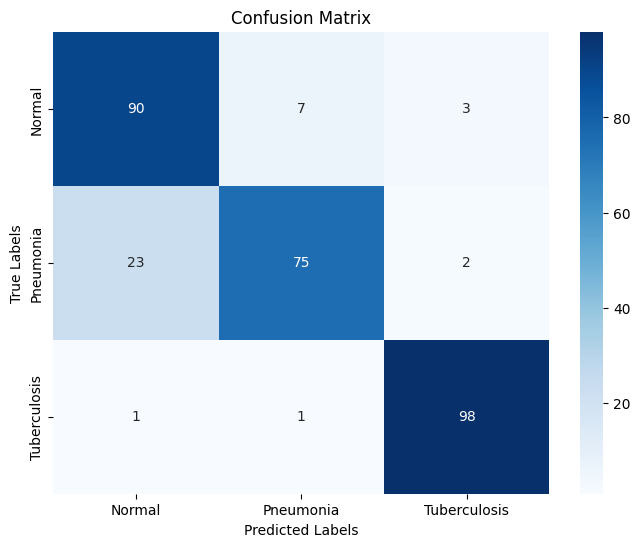 Confusion Matrix
True Labels
Normal
Pneumonia
Tuberculosis
90 7 3
23 75 2
1 1 98
Normal Pneumonia Tuberculosis
Predicted Labels
80
60
40
20